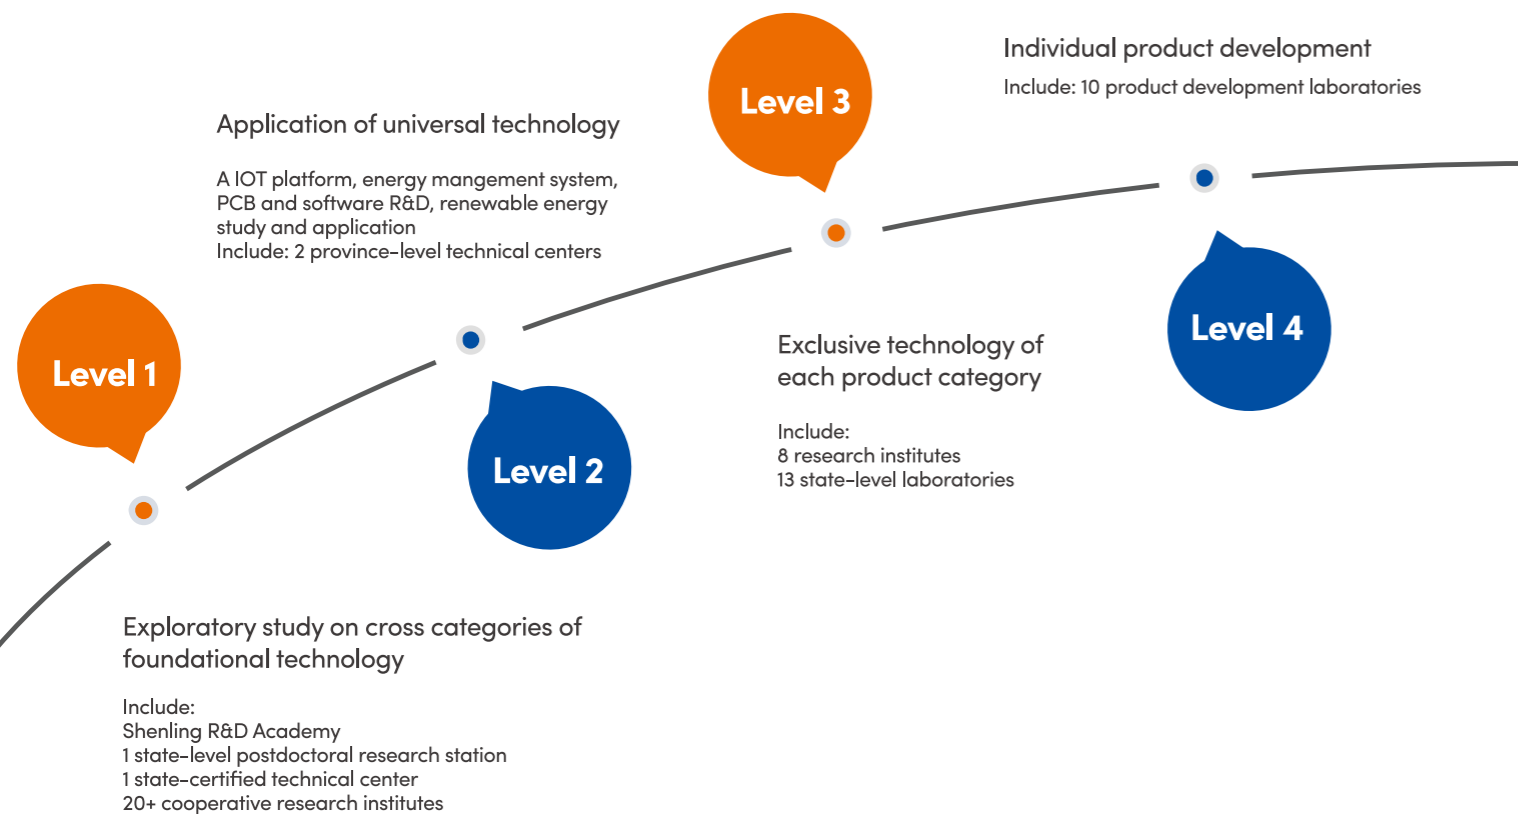 Level 1
Exploratory study on cross categories of
foundational technology
Include:
Shenling R&D Academy
1 state-level postdoctoral research station
1 state-certified technical center
20+ cooperative research institutes
Application of universal technology
A IOT platform, energy mangement system,
PCB and software R&D, renewable energy
study and application
Include: 2 province-level technical centers
Level 2
Level 3
Exclusive technology of
each product category
Include:
8 research institutes
13 state-level laboratories
Individual product development
Include: 10 product development laboratories
Level 4